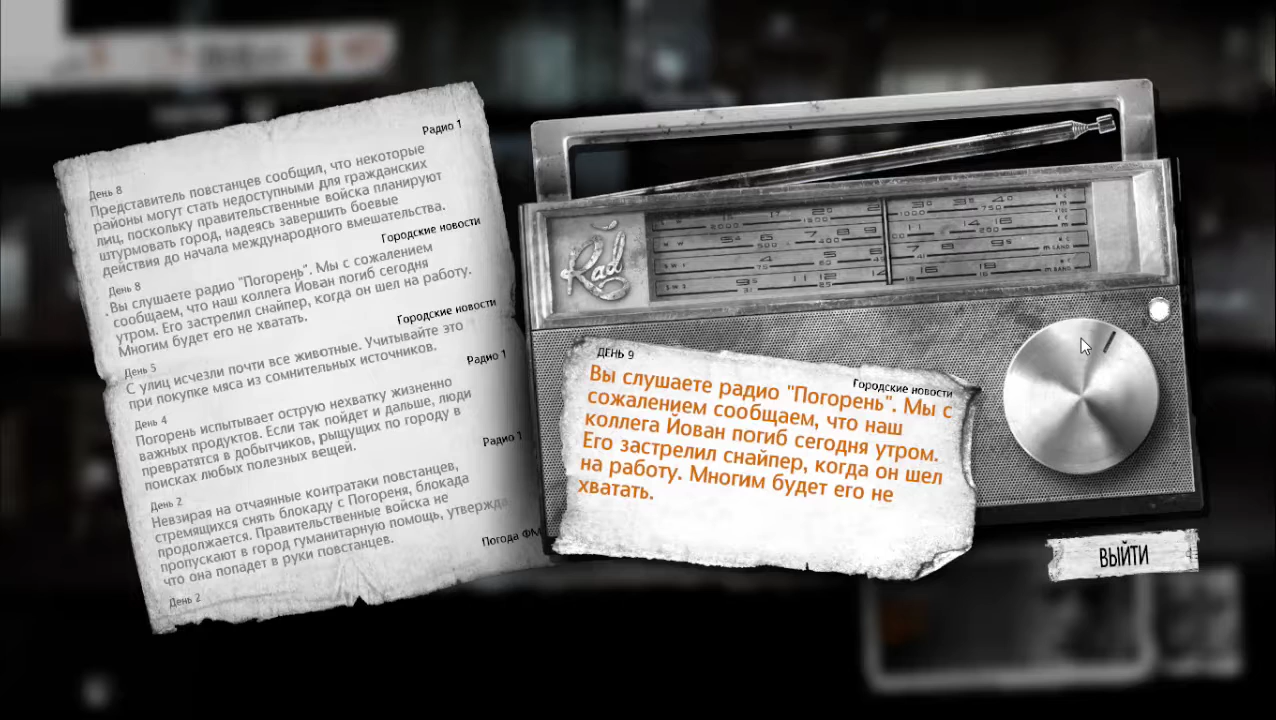 Радио 1
День 8
Представитель повстанцев сообщил, что некоторые
районы могут стать недоступными для гражданских
лиц, поскольку правительственные войска планируют
штурмовать город, надеясь завершить боевые
действия до начала международного вмешательства.
Городские новости
День 8
Вы слушаете радио "Погорень". Мы с сожалением
сообщаем, что наш коллега Йован погиб сегодня
утром. Его застрелил снайпер, когда он шел на работу.
Многим будет его не хватать.
Городские новости
День 5
С улиц исчезли почти все животные. Учитывайте это
при покупке мяса из сомнительных источников.
Радио 1
День 4
Погорень испытывает острую нехватку жизненно
важных продуктов. Если так пойдет и дальше, люди
превратятся в добытчиков, рыщущих по городу в
поисках любых полезных вещей.
Радио 1
День 2
Невзирая на отчаянные контратаки повстанцев,
стремящихся снять блокаду с Погореня, блокада
продолжается. Правительственные войска не
пропускают в город гуманитарную помощь, утвержда
что она попадет в руки повстанцев.
Погода ФМ
День 2
Rad
ДЕНЬ 9
Городские новости
Вы слушаете радио "Погорень". Мы с
сожалением сообщаем, что наш
коллега Йован погиб сегодня утром.
Его застрелил снайпер, когда он шел
на работу. Многим будет его не
хватать.
ВЫЙТИ